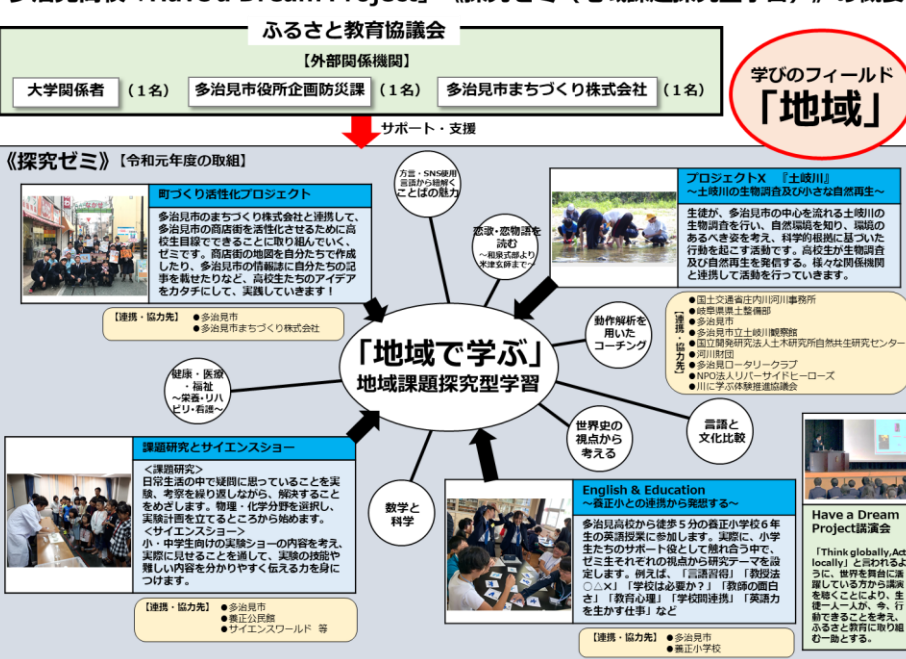 多治見高校「Have a Dream Project」《探究ゼミ（地域課題探究型学習）》の概要
ふるさと教育協議会
【外部関係機関】
大学関係者 （１名） 多治見市役所企画防災課 （１名） 多治見市まちづくり株式会社 （１名）
学びのフィールド
「地域」
サポート・支援
《探究ゼミ》【令和元年度の取組】
町づくり活性化プロジェクト
多治見市のまちづくり株式会社と連携して、
多治見市の商店街を活性化させるために高
校生目線でできることに取り組んでいく、
ゼミです。商店街の地図を自分たちで作成
したり、多治見市の情報誌に自分たちの記
事を載せたりなど、高校生たちのアイデア
をカタチにして、実践していきます！
【連携・協力先】 ●多治見市
●多治見市まちづくり株式会社
方言・SNS使用
言語から紐解く
ことばの魅力
恋歌・恋物語を
読む
～和泉式部より
米津玄師まで～
プロジェクトX 『土岐川』
～土岐川の生物調査及び小さな自然再生～
生徒が、多治見市の中心を流れる土岐川の
生物調査を行い、自然環境を知り、環境の
あるべき姿を考え、科学的根拠に基づいた
行動を起こす活動です。高校生が生物調査
及び自然再生を発信する。様々な関係機関
と連携して活動を行っていきます。
【連携・協力先】
●国土交通省庄内川河川事務所
●岐阜県県土整備部
●多治見市
●多治見市立土岐川観察館
●国立開発研究法人土木研究所自然共生研究センター
●河川財団
●多治見ロータリークラブ
●NPO法人リバーサイドヒーローズ
●川に学ぶ体験推進協議会
動作解析を
用いた
コーチング
「地域で学ぶ」
地域課題探究型学習
健康・医療
・福祉
～栄養・リハ
ビリ・看護～
世界史の
視点から
考える
言語と
文化比較
数学と
科学
課題研究とサイエンスショー
＜課題研究＞
日常生活の中で疑問に思っていることを実
験、考察を繰り返しながら、解決すること
をめざします。物理・化学分野を選択し、
実験計画を立てるところから始めます。
＜サイエンスショー＞
小・中学生向けの実験ショーの内容を考え、
実際に見せることを通して、実験の技能や
難しい内容を分かりやすく伝える力を身に
つけます。
【連携・協力先】 ●多治見市
●養正公民館
●サイエンスワールド 等
English & Education
～養正小との連携から発想する～
多治見高校から徒歩５分の養正小学校６年
生の英語授業に参加します。実際に、小学
生たちのサポート役として触れ合う中で、
ゼミ生それぞれの視点から研究テーマを設
定します。例えば、「言語習得」「教授法
○△×」「学校は必要か？」「教師の面白
さ」「教育心理」「学校間連携」「英語力
を生かす仕事」など
【連携・協力先】 ●多治見市
●養正小学校
Have a Dream
Project講演会
「Think globally,Act
locally」と言われるよ
うに、世界を舞台に活
躍している方から講演
を聴くことにより、生
徒一人一人が、今、行
動できることを考え、
ふるさと教育に取り組
む一助とする。